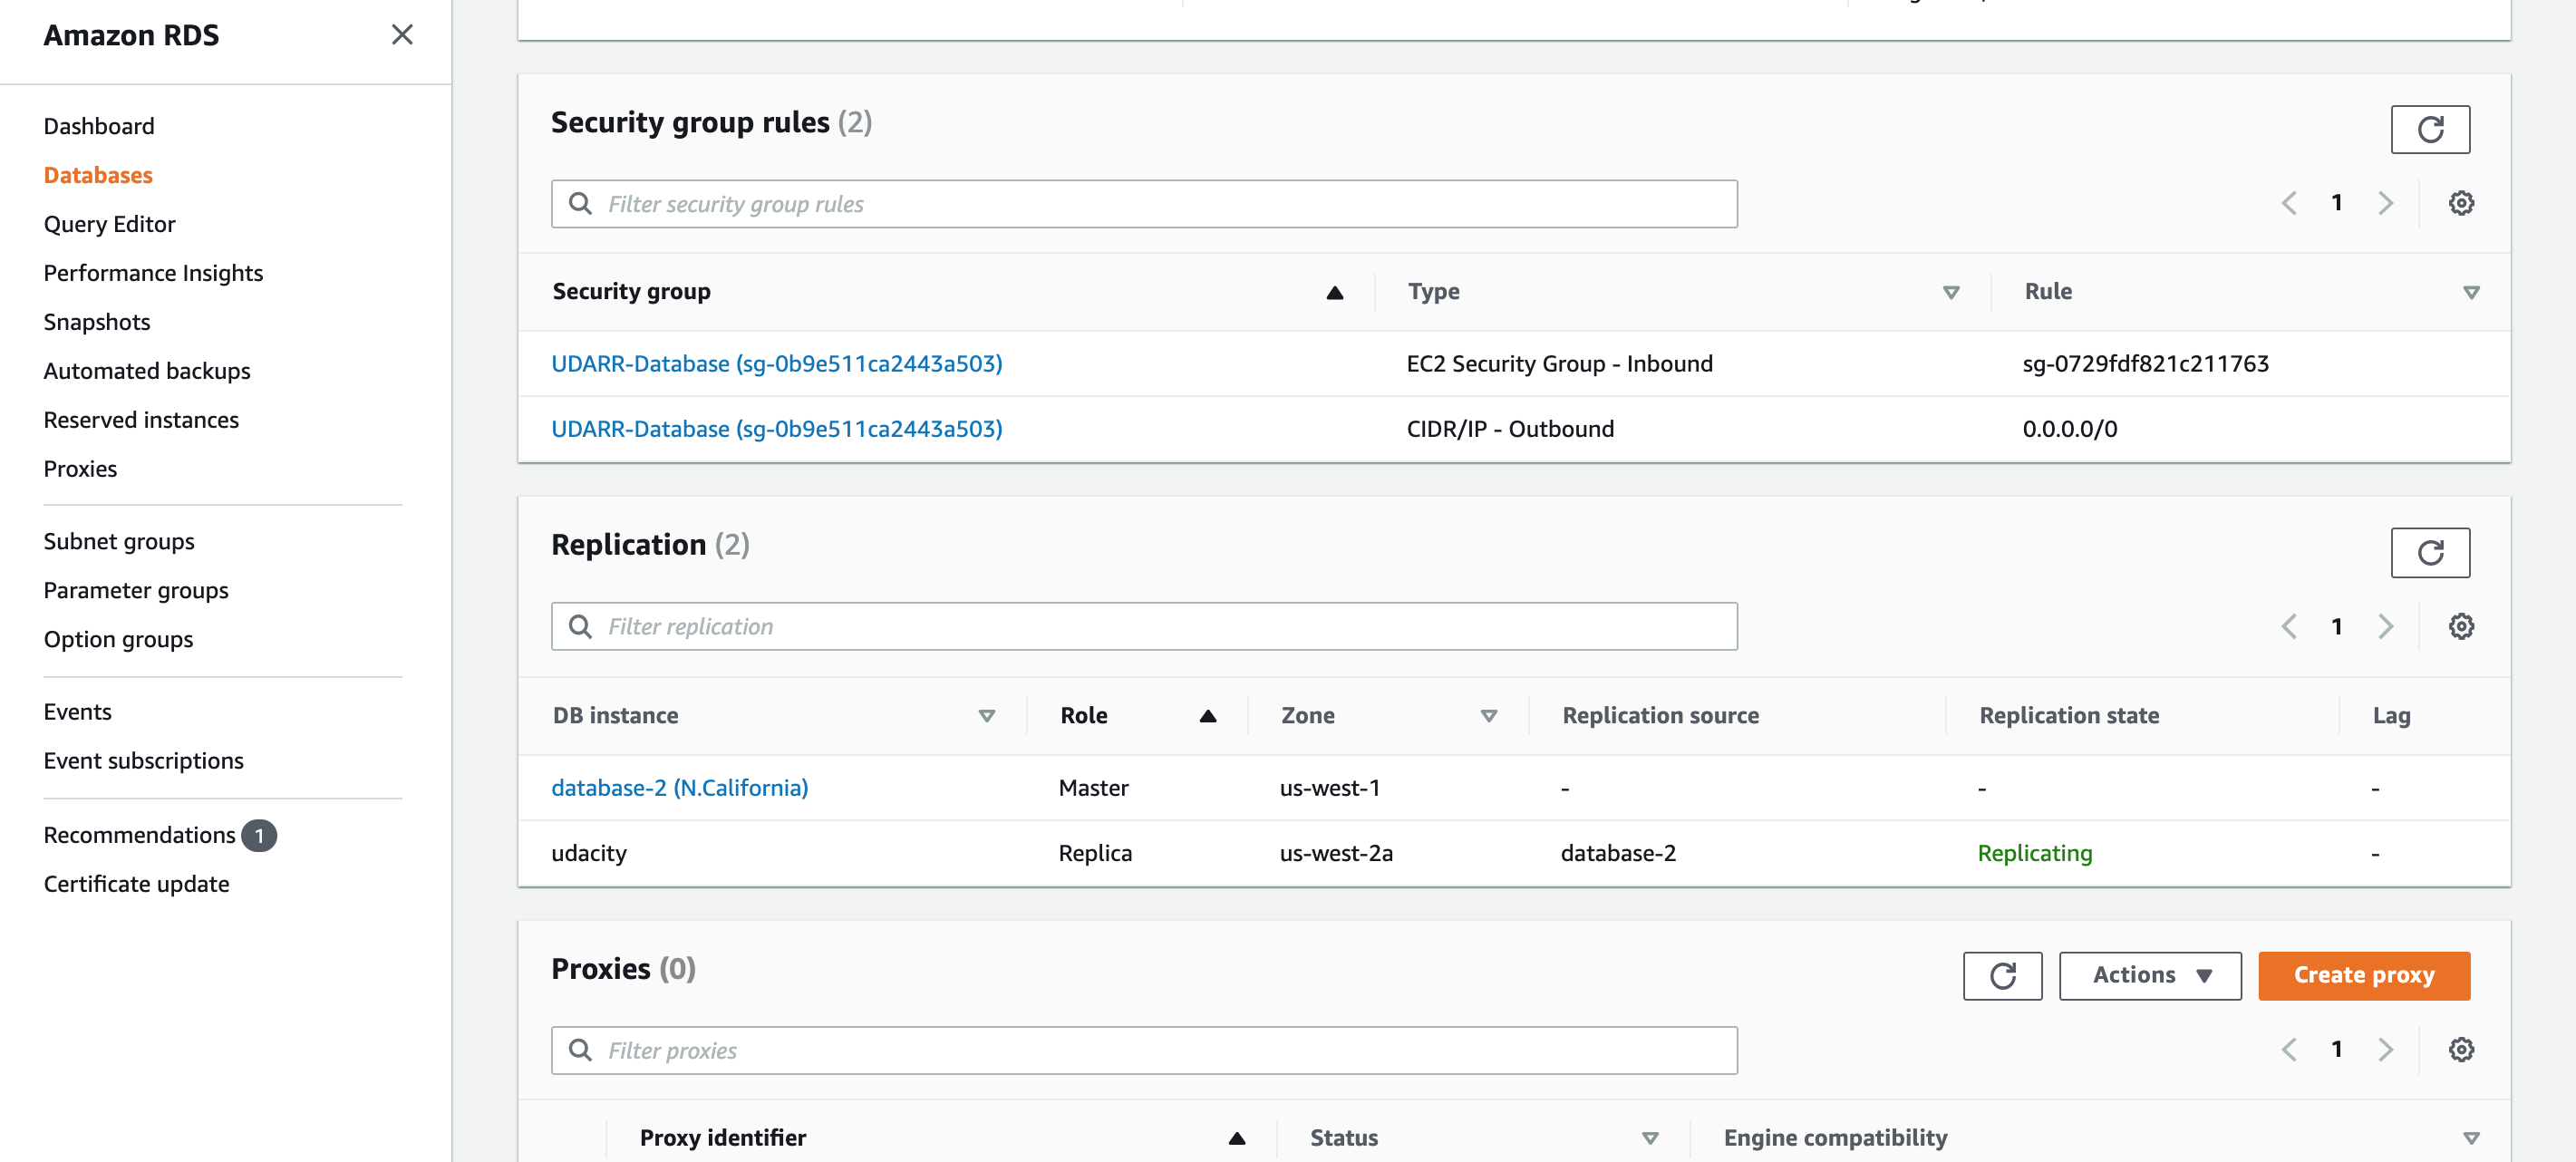 Amazon RDS
Dashboard
Databases
Query Editor
Performance Insights
Snapshots
Automated backups
Reserved instances
Proxies
Subnet groups
Parameter groups
Option groups
Events
Event subscriptions
Recommendations 1
Certificate update
Security group rules (2)
Filter security group rules
1
Security group Type Rule
UDARR-Database (sg-0b9e511ca2443a503) EC2 Security Group - Inbound sg-0729fdf821c211763
UDARR-Database (sg-0b9e511ca2443a503) CIDR/IP - Outbound 0.0.0.0/0
Replication (2)
Filter replication
1
DB instance Role Zone Replication source Replication state Lag
database-2 (N.California) Master us-west-1 - - -
udacity Replica us-west-2a database-2 Replicating -
Proxies (0)
Actions Create proxy
Filter proxies
1
Proxy identifier Status Engine compatibility